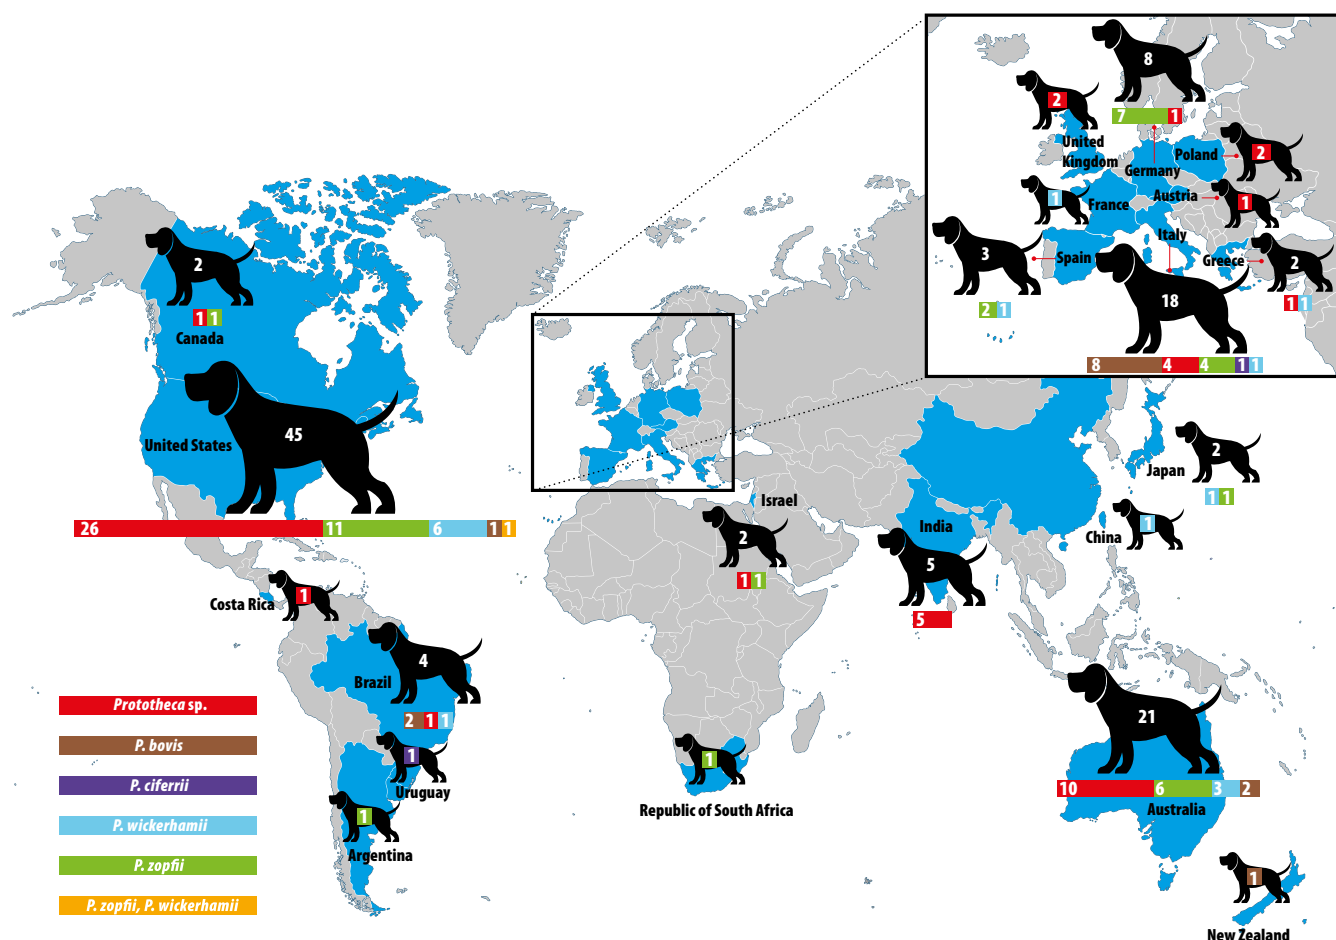 8
7 1
2
United
Kingdom
Germany
Poland
2
1
France
Austria
1
Italy
3
Spain
2 1
18
8 4 4 1 1
Greece
2
1 1
2
1 1
Canada
United States
45
26 11 6 1 1
Israel
2
1 1
India
5
5
Japan
2
1 1
China
1
Costa Rica
1
Brazil
4
2 1 1
1
Uruguay
1
Argentina
1
Republic of South Africa
21
10 6 3 2
Australia
1
New Zealand
Prototheca sp.
P. bovis
P. ciferrii
P. wickerhamii
P. zopfii
P. zopfii, P. wickerhamii